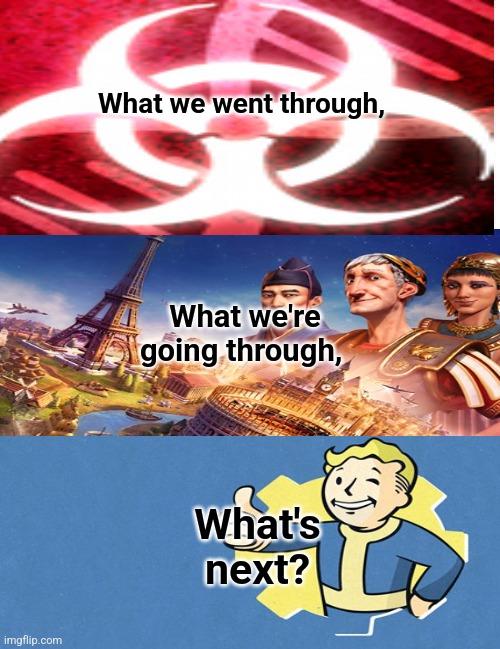 What we went through,
What we're
going through,
What's
next?
imgflip.com